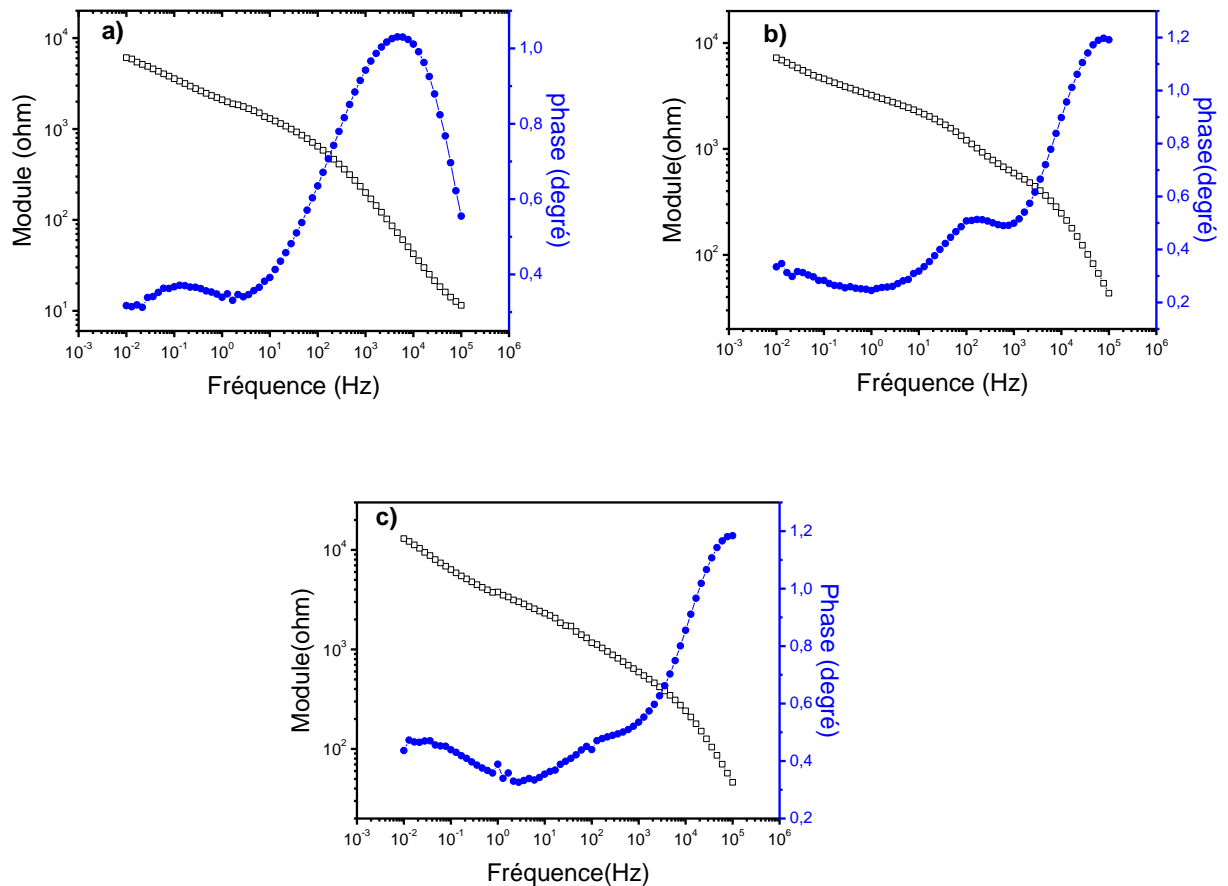 a)
10⁴
10³
10²
10¹
Module (ohm)
1,0
0,8
0,6
0,4
phase (degré)
10⁻³ 10⁻² 10⁻¹ 10⁰ 10¹ 10² 10³ 10⁴ 10⁵ 10⁶
Fréquence (Hz)
b)
10⁴
10³
10²
Module(ohm)
1,2
1,0
0,8
0,6
0,4
0,2
phase(degré)
10⁻³ 10⁻² 10⁻¹ 10⁰ 10¹ 10² 10³ 10⁴ 10⁵ 10⁶
Fréquence (Hz)
c)
10⁴
10³
10²
Module(ohm)
1,2
1,0
0,8
0,6
0,4
0,2
Phase (degré)
10⁻³ 10⁻² 10⁻¹ 10⁰ 10¹ 10² 10³ 10⁴ 10⁵ 10⁶
Fréquence(Hz)